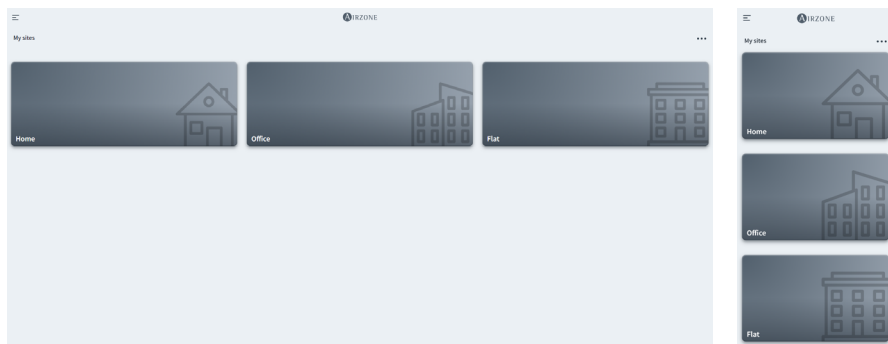 AIRZONE
My sites
Home
Office
Flat
AIRZONE
My sites
Home
Office
Flat